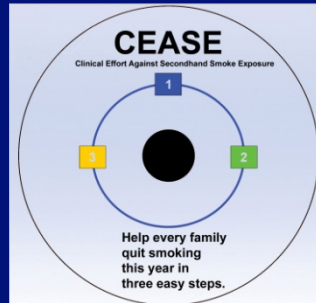 CEASE
Clinical Effort Against Secondhand Smoke Exposure
1
3
2
Help every family
quit smoking
this year in
three easy steps.